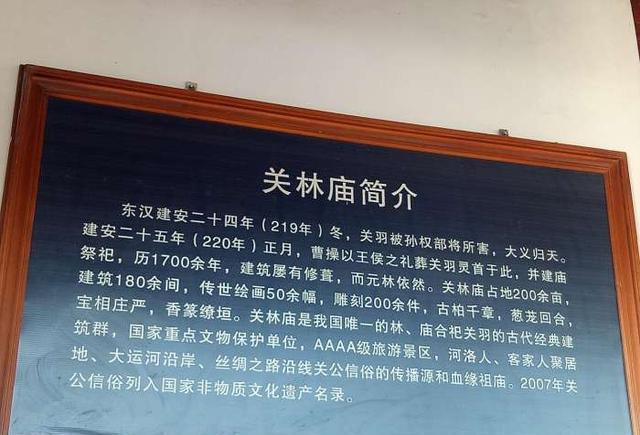 关林庙简介
东汉建安二十四年（219年）冬，关羽被孙权部将所害，大义归天。
建安二十五年（220年）正月，曹操以王侯之礼葬关羽灵首于此，并建庙
祭祀，历1700余年，建筑屡有修葺，而元林依然。关林庙占地200余亩，
建筑180余间，传世绘画50余幅，雕刻200余件，古柏千章，葱茏回合，
宝相庄严，香篆缭垣。关林庙是我国唯一的林、庙合祀关羽的古代经典建
筑群，国家重点文物保护单位，AAAA级旅游景区，河洛人、客家人聚居
地、大运河沿岸、丝绸之路沿线关公信俗的传播源和血缘祖庙。2007年关
公信俗列入国家非物质文化遗产名录。